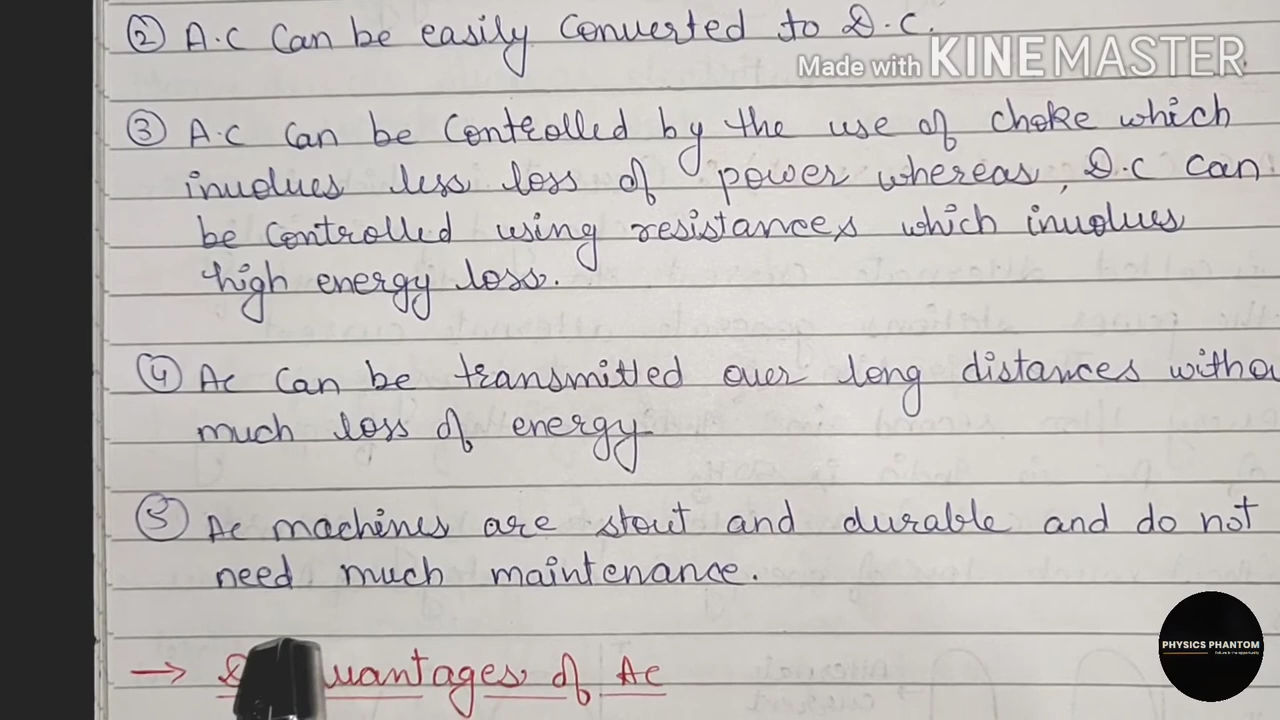 ② A.C Can be easily Converted to D.C.
Made with KINEMASTER
③ A.C Can be Controlled by the use of choke which
involves less loss of power whereas, D.C can
be controlled using resistances which involves
high energy loss.
④ Ac Can be transmitted over long distances
much loss of energy
⑤ Ac machines are stout and durable and do not
need much maintenance.
PHYSICS PHANTOM
→ of Ac